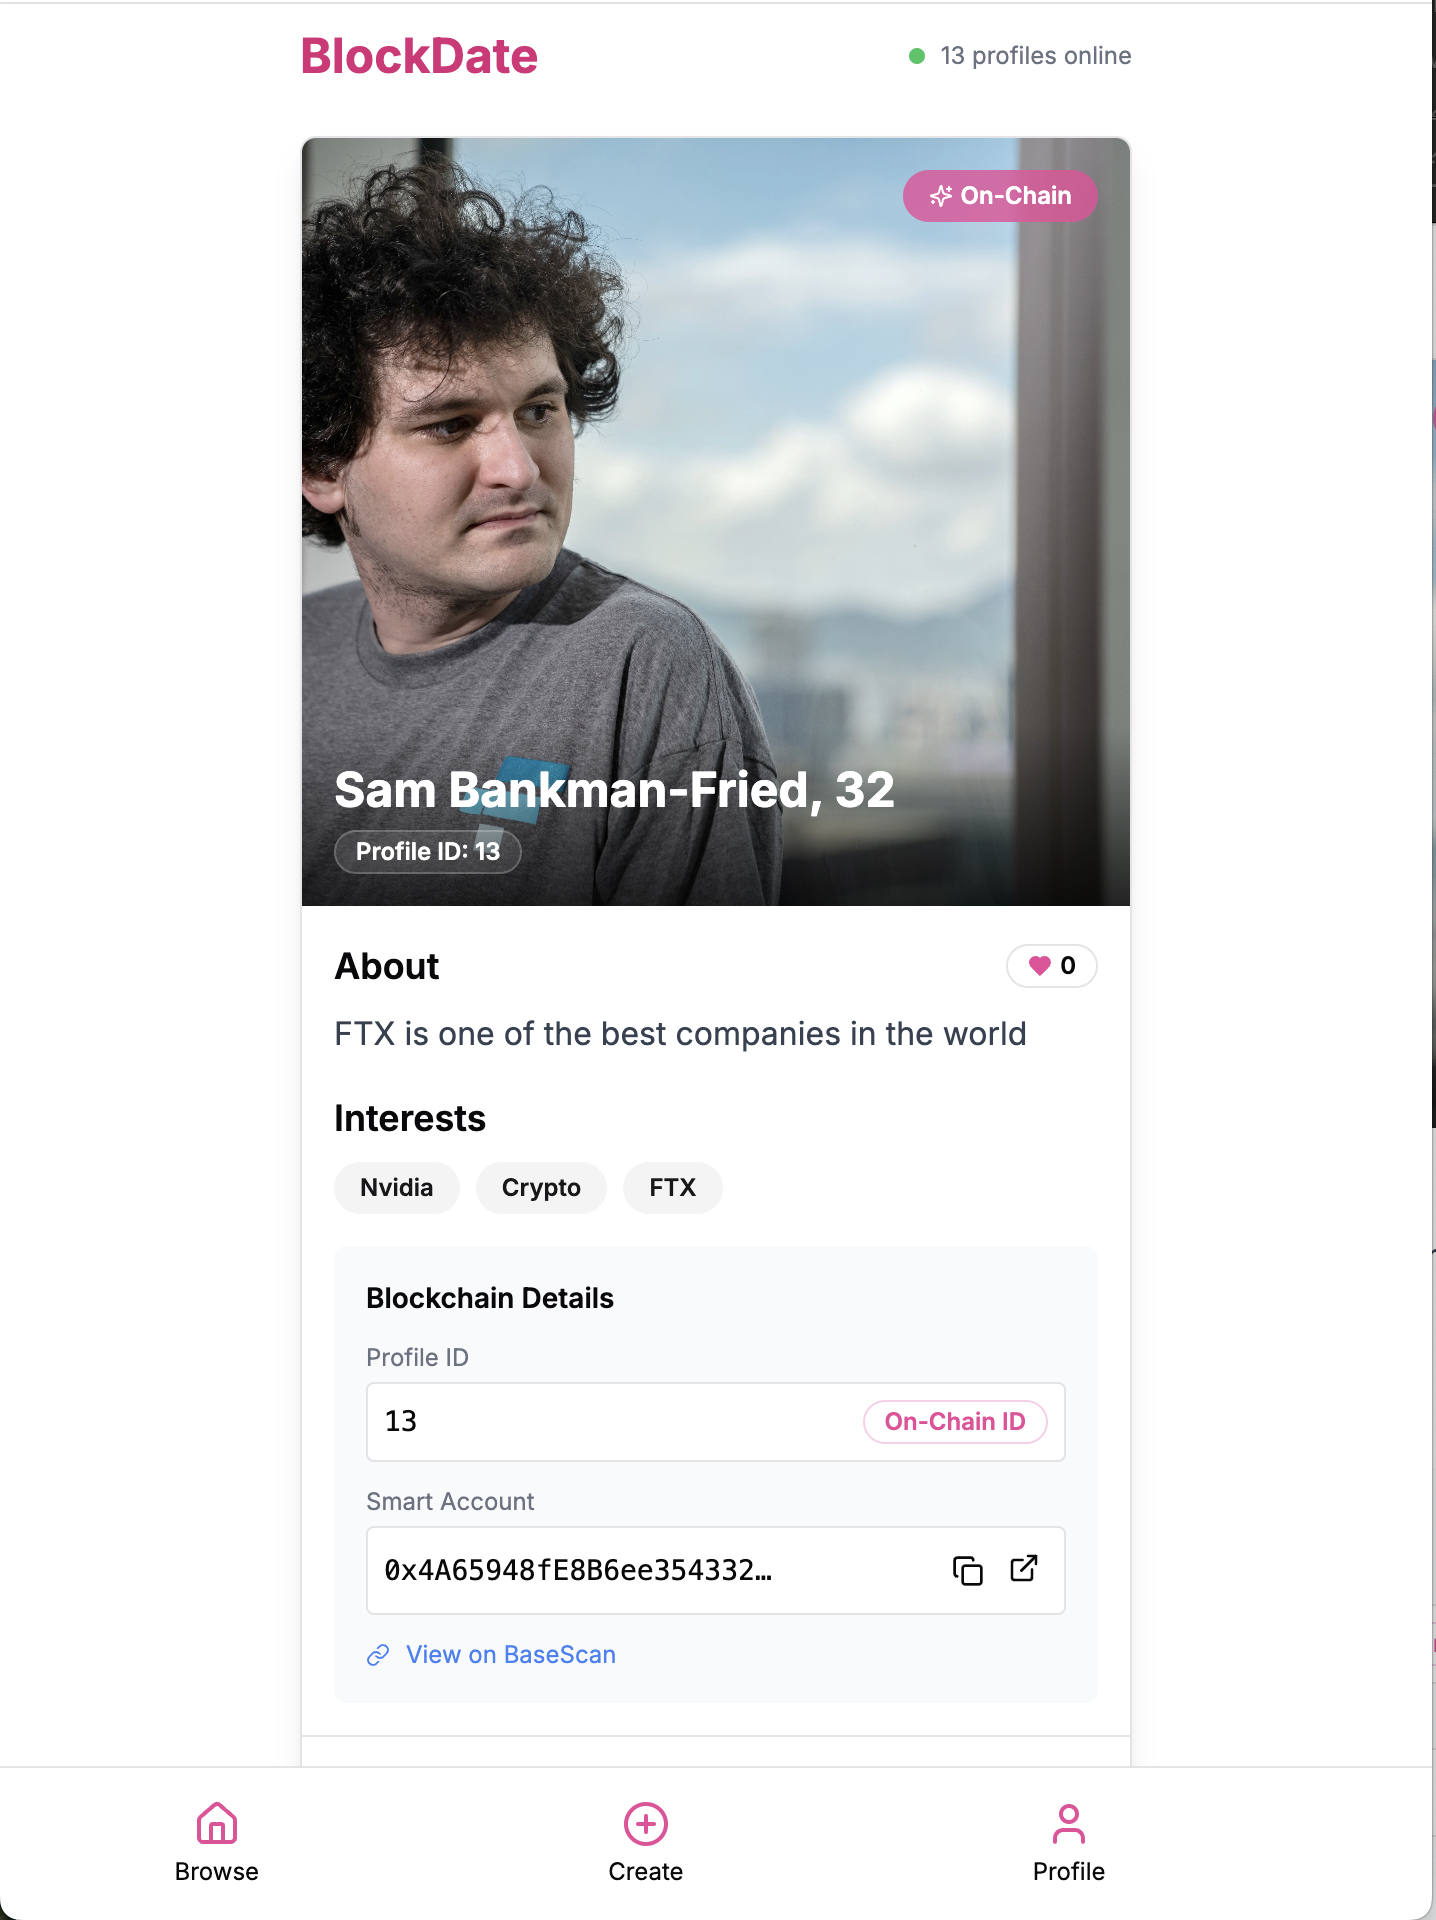 BlockDate
13 profiles online
On-Chain
Sam Bankman-Fried, 32
Profile ID: 13
About
0
FTX is one of the best companies in the world
Interests
Nvidia
Crypto
FTX
Blockchain Details
Profile ID
13
On-Chain ID
Smart Account
0x4A65948fE8B6ee354332…
View on BaseScan
Browse
Create
Profile